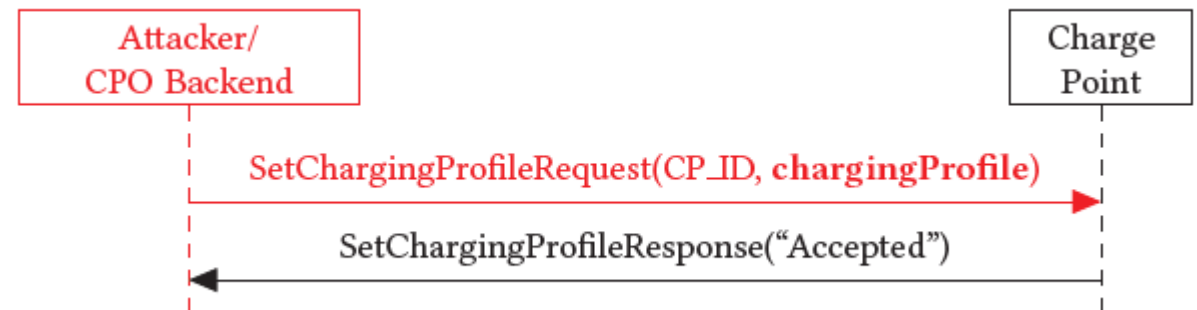 Attacker/
CPO Backend
Charge
Point
SetChargingProfileRequest(CP_ID, chargingProfile)
SetChargingProfileResponse(“Accepted”)